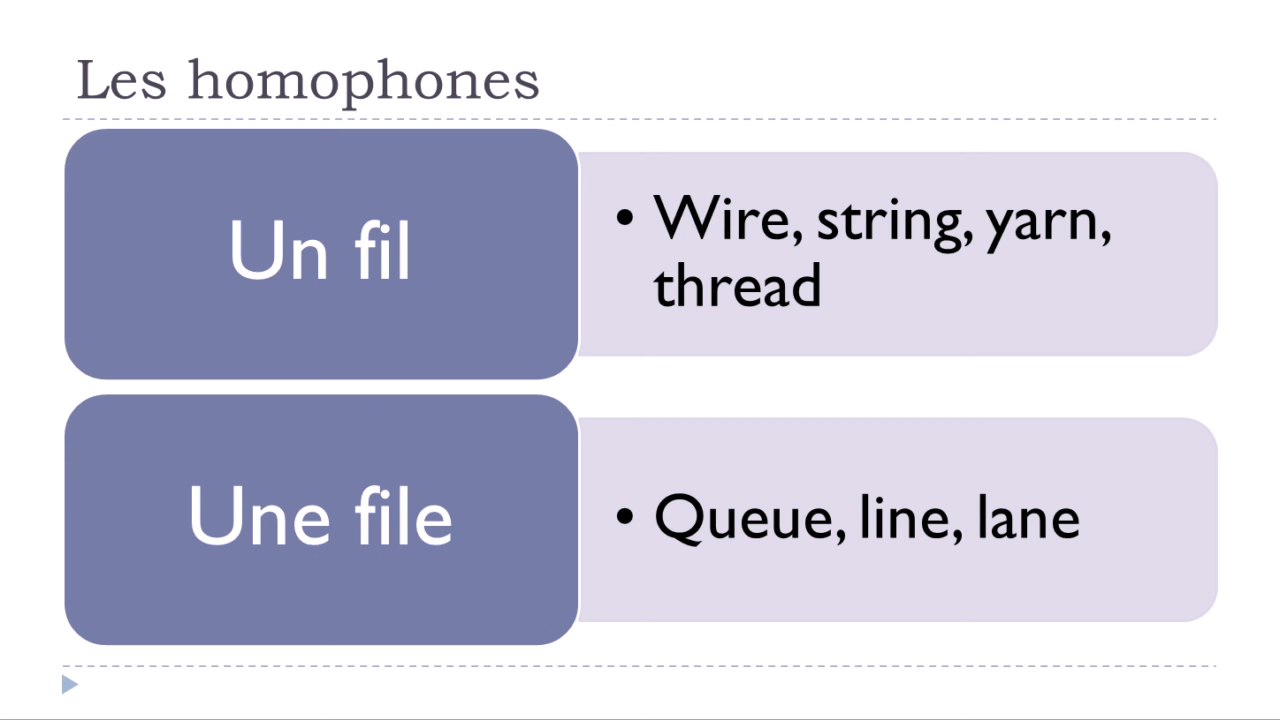 Les homophones
Un fil
• Wire, string, yarn,
thread
Une file
• Queue, line, lane